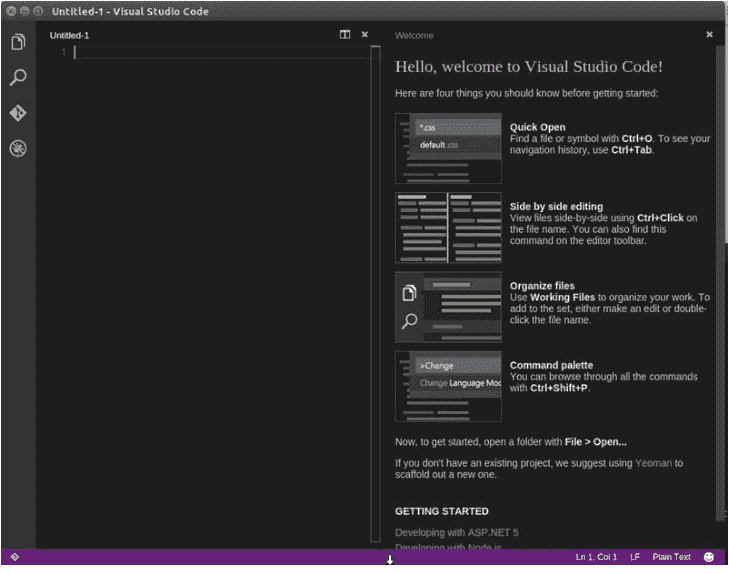 Untitled-1 - Visual Studio Code
Untitled-1
1
Welcome
Hello, welcome to Visual Studio Code!
Here are four things you should know before getting started:
*.css
default.css
Quick Open
Find a file or symbol with Ctrl+O. To see your
navigation history, use Ctrl+Tab.
Side by side editing
View files side-by-side using Ctrl+Click on
the file name. You can also find this
command on the editor toolbar.
Organize files
Use Working Files to organize your work. To
add to the set, either make an edit or double-
click the file name.
>Change
Change Language Mod
Command palette
You can browse through all the commands
with Ctrl+Shift+P.
Now, to get started, open a folder with File > Open...
If you don't have an existing project, we suggest using Yeoman to
scaffold out a new one.
GETTING STARTED
Developing with ASP.NET 5
Developing with Node.js
Ln 1, Col 1 LF Plain Text